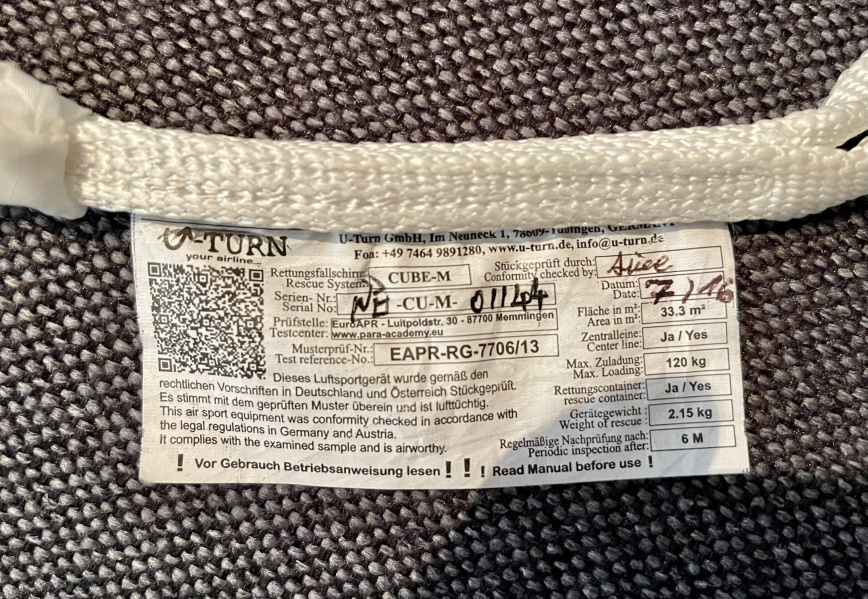 U-TURN
your airline...
U-Turn GmbH, Im Neuneck 1, 78609-Tuningen, GERMANY
Fon: +49 7464 9891280, www.u-turn.de, info@u-turn.de
Rettungsfallschirm:
Rescue System:
CUBE-M
Serien- Nr.:
Serial No:
-CU-M- 01144
Prüfstelle:
Testcenter:
EuroAPR - Luitpoldstr. 30 - 87700 Memmingen
www.para-academy.eu
Musterprüf-Nr.:
Test reference-No.:
EAPR-RG-7706/13
Dieses Luftsportgerät wurde gemäß den
rechtlichen Vorschriften in Deutschland und Österreich Stückgeprüft.
Es stimmt mit dem geprüften Muster überein und ist lufttüchtig.
This air sport equipment was conformity checked in accordance with
the legal regulations in Germany and Austria.
It complies with the examined sample and is airworthy.
Stückgeprüft durch:
Conformity checked by:
Datum:
Date:
7/16
Fläche in m²:
Area in m²:
33.3 m²
Zentralleine:
Center line:
Ja / Yes
Max. Zuladung:
Max. Loading:
120 kg
Rettungscontainer:
rescue container:
Ja / Yes
Gerätegewicht :
Weight of rescue :
2.15 kg
Regelmäßige Nachprüfung nach:
Periodic inspection after:
6 M
! Vor Gebrauch Betriebsanweisung lesen ! ! ! Read Manual before use !